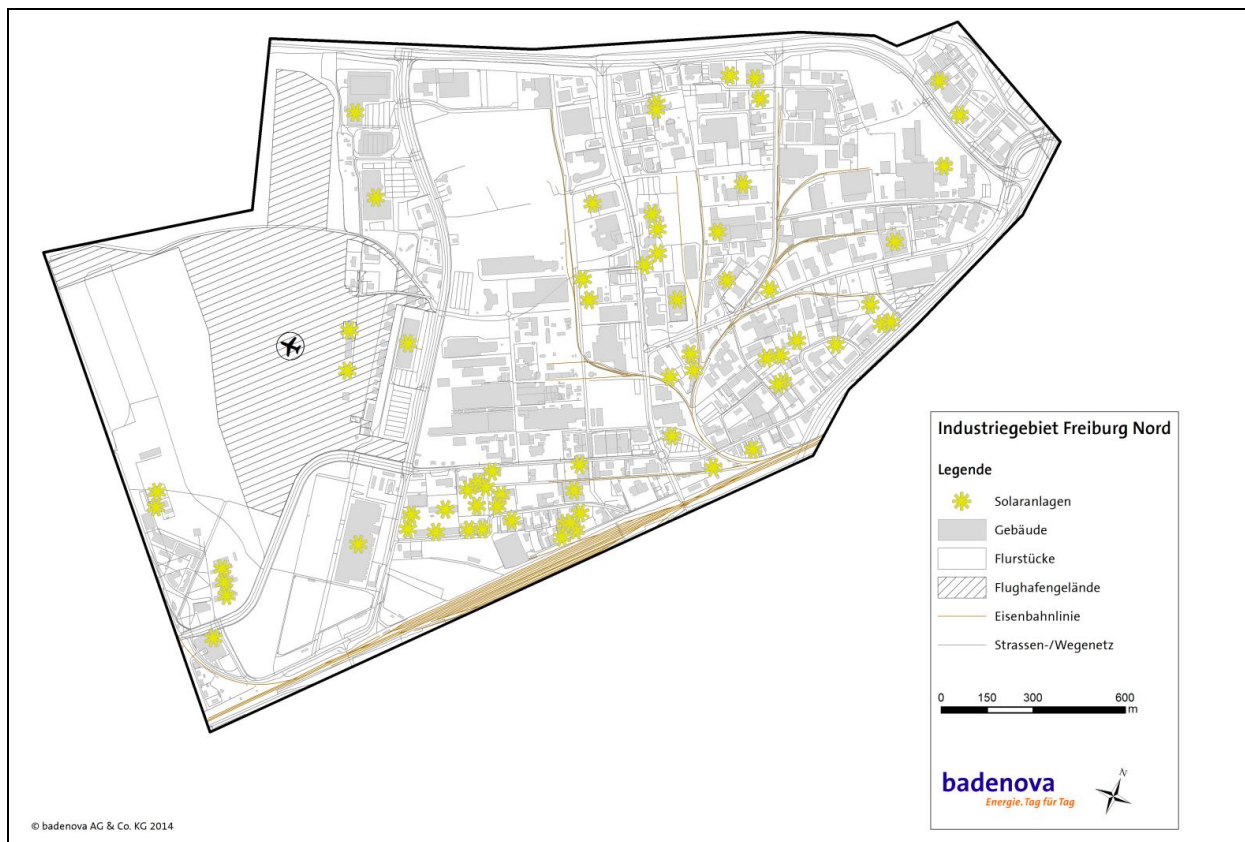 Industriegebiet Freiburg Nord
Legende
Solaranlagen
Gebäude
Flurstücke
Flughafengelände
Eisenbahnlinie
Strassen-/Wegenetz
0 150 300 600
m
badenova
Energie. Tag für Tag
N
© badenova AG & Co. KG 2014